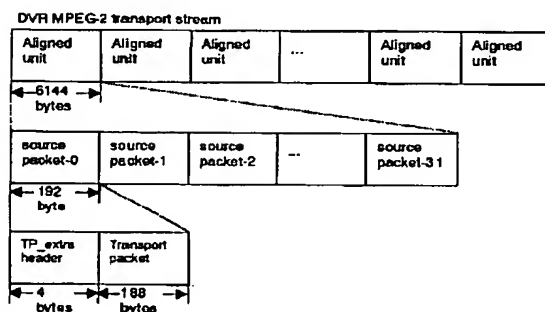 DVR MPEG-2 transport stream
Aligned unit Aligned unit Aligned unit ... Aligned unit Aligned unit
6144 bytes
source packet-0 source packet-1 source packet-2 ... source packet-31
192 byte
TP_extra header Transport packet
4 bytes 188 bytes